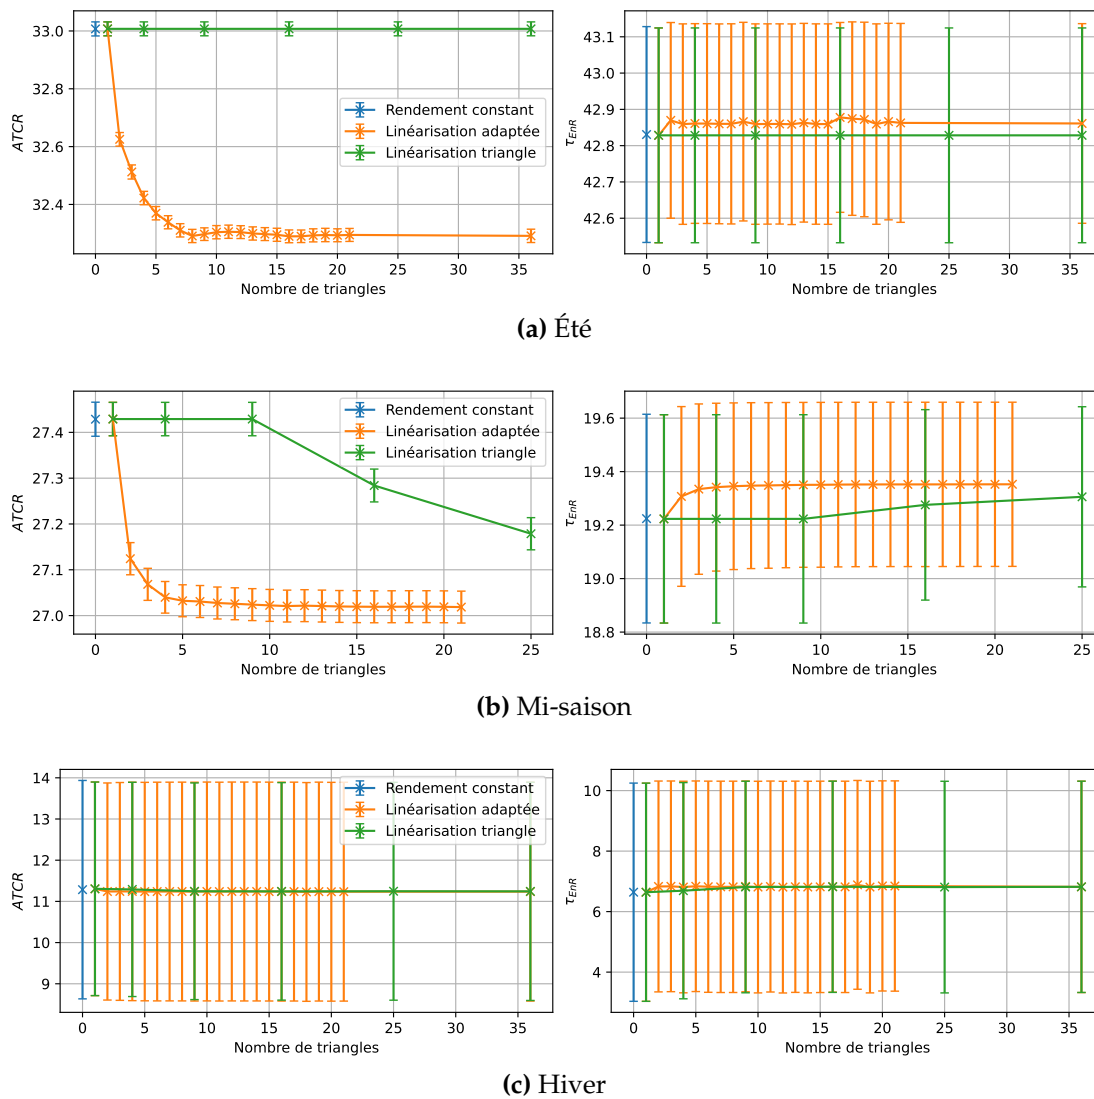 33.0
32.8
32.6
32.4
ATCR
Rendement constant
Linéarisation adaptée
Linéarisation triangle
0 5 10 15 20 25 30 35
Nombre de triangles
43.1
43.0
42.9
42.8
42.7
42.6
τEnR
0 5 10 15 20 25 30 35
Nombre de triangles
(a) Été
27.4
27.3
27.2
27.1
27.0
ATCR
Rendement constant
Linéarisation adaptée
Linéarisation triangle
0 5 10 15 20 25
Nombre de triangles
19.6
19.4
19.2
19.0
18.8
τEnR
0 5 10 15 20 25
Nombre de triangles
(b) Mi-saison
14
13
12
11
10
9
ATCR
Rendement constant
Linéarisation adaptée
Linéarisation triangle
0 5 10 15 20 25 30 35
Nombre de triangles
10
8
6
4
τEnR
0 5 10 15 20 25 30 35
Nombre de triangles
(c) Hiver